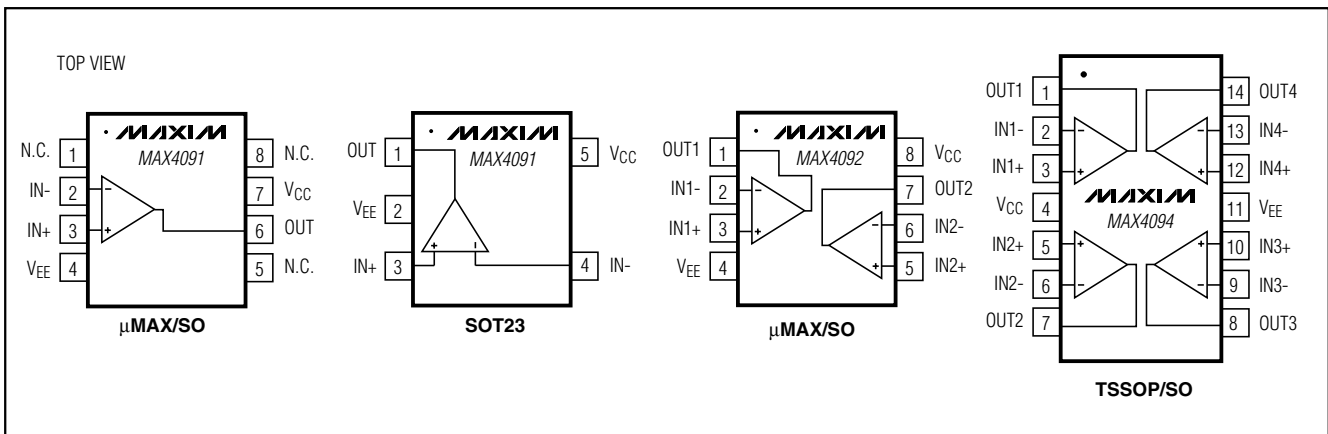 TOP VIEW
MAXIM
MAX4091
N.C. 1
IN- 2
IN+ 3
VEE 4
8 N.C.
7 VCC
6 OUT
5 N.C.
- +
µMAX/SO
MAXIM
MAX4091
OUT 1
VEE 2
IN+ 3
5 VCC
4 IN-
+ -
SOT23
MAXIM
MAX4092
OUT1 1
IN1- 2
IN1+ 3
VEE 4
8 VCC
7 OUT2
6 IN2-
5 IN2+
- +
- +
µMAX/SO
OUT1 1
IN1- 2
IN1+ 3
VCC 4
IN2+ 5
IN2- 6
OUT2 7
14 OUT4
13 IN4-
12 IN4+
11 VEE
10 IN3+
9 IN3-
8 OUT3
- +
- +
MAXIM
MAX4094
+ -
+ -
TSSOP/SO